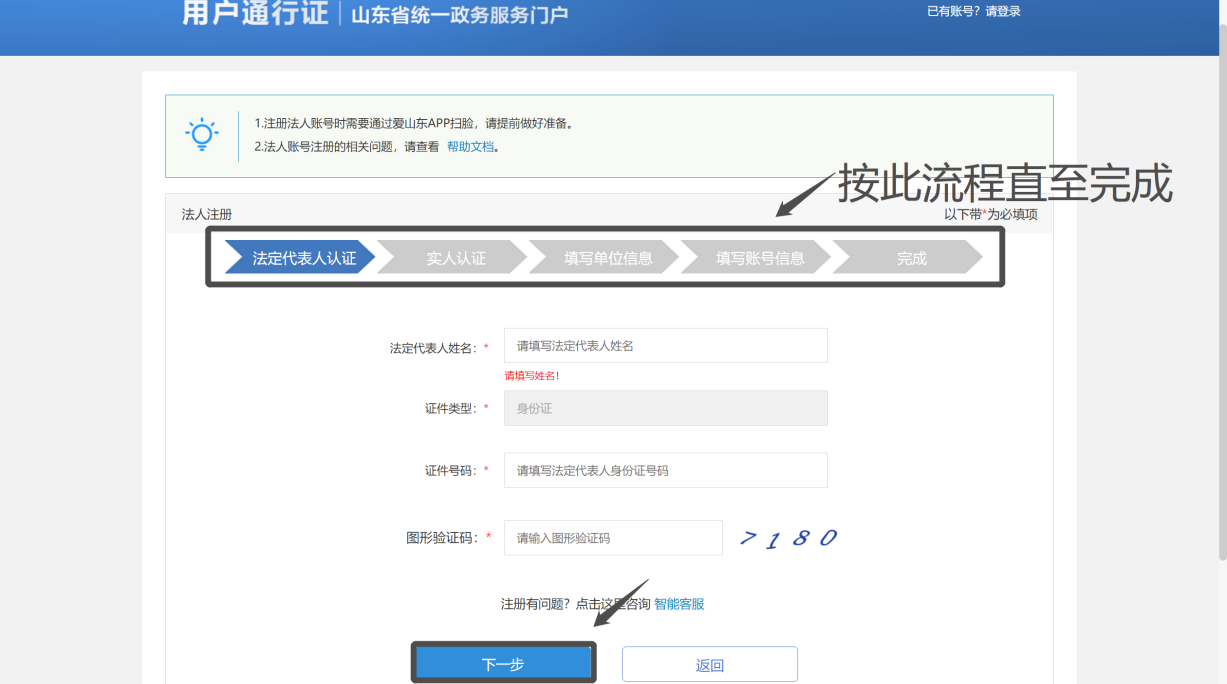 用户通行证 山东省统一政务服务门户 已有账号？请登录
1.注册法人账号时需要通过爱山东APP扫脸，请提前做好准备。
2.法人账号注册的相关问题，请查看 帮助文档。
按此流程直至完成
法人注册 以下带*为必填项
法定代表人认证 实人认证 填写单位信息 填写账号信息 完成
法定代表人姓名：* 请填写法定代表人姓名
请填写姓名！
证件类型：* 身份证
证件号码：* 请填写法定代表人身份证号码
图形验证码：* 请输入图形验证码 7180
注册有问题？点击这里咨询 智能客服
下一步 返回